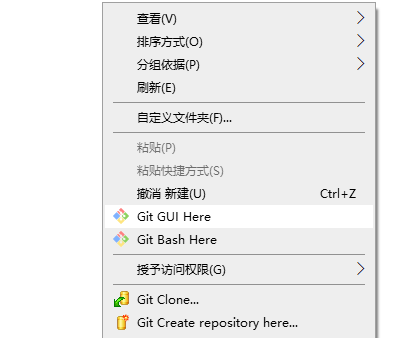 查看(V)
排序方式(O)
分组依据(P)
刷新(E)
自定义文件夹(F)...
粘贴(P)
粘贴快捷方式(S)
撤消 新建(U) Ctrl+Z
Git GUI Here
Git Bash Here
授予访问权限(G)
Git Clone...
Git Create repository here...